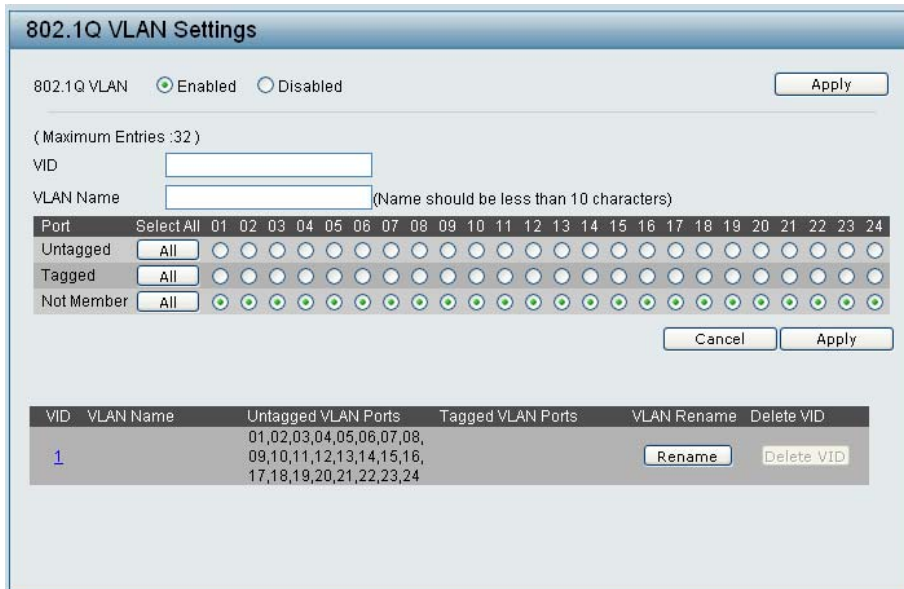 802.1Q VLAN Settings
802.1Q VLAN Enabled Disabled Apply
( Maximum Entries :32 )
VID
VLAN Name (Name should be less than 10 characters)
Port Select All 01 02 03 04 05 06 07 08 09 10 11 12 13 14 15 16 17 18 19 20 21 22 23 24
Untagged All
Tagged All
Not Member All
Cancel Apply
VID VLAN Name Untagged VLAN Ports Tagged VLAN Ports VLAN Rename Delete VID
01,02,03,04,05,06,07,08,
1 09,10,11,12,13,14,15,16, Rename Delete VID
17,18,19,20,21,22,23,24